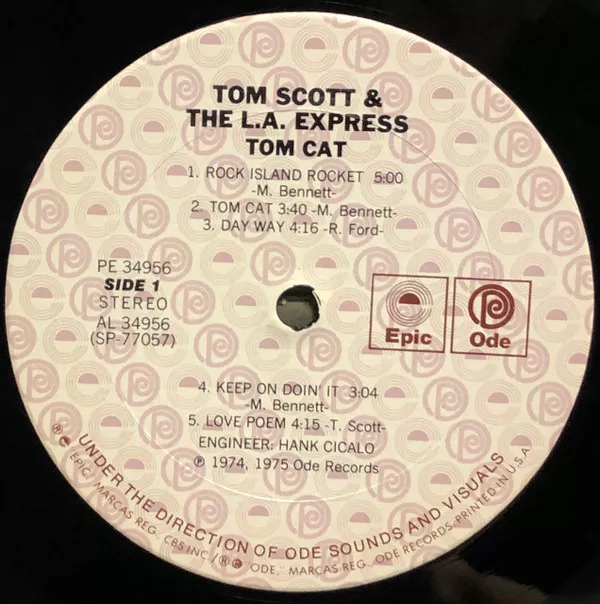 TOM SCOTT &
THE L.A. EXPRESS
TOM CAT
1. ROCK ISLAND ROCKET 5:00
-M. Bennett-
2. TOM CAT 3:40 -M. Bennett-
3. DAY WAY 4:16 -R. Ford-
PE 34956
SIDE 1
STEREO
AL 34956
(SP-77057)
Epic
Ode
4. KEEP ON DOIN' IT 3:04
-M. Bennett-
5. LOVE POEM 4:15 -T. Scott-
ENGINEER: HANK CICALO
℗ 1974, 1975 Ode Records
UNDER THE DIRECTION OF ODE SOUNDS AND VISUALS
EPIC," MARCAS REG. CBS INC./ ODE," MARCAS REG. ODE RECORDS. PRINTED IN U.S.A.